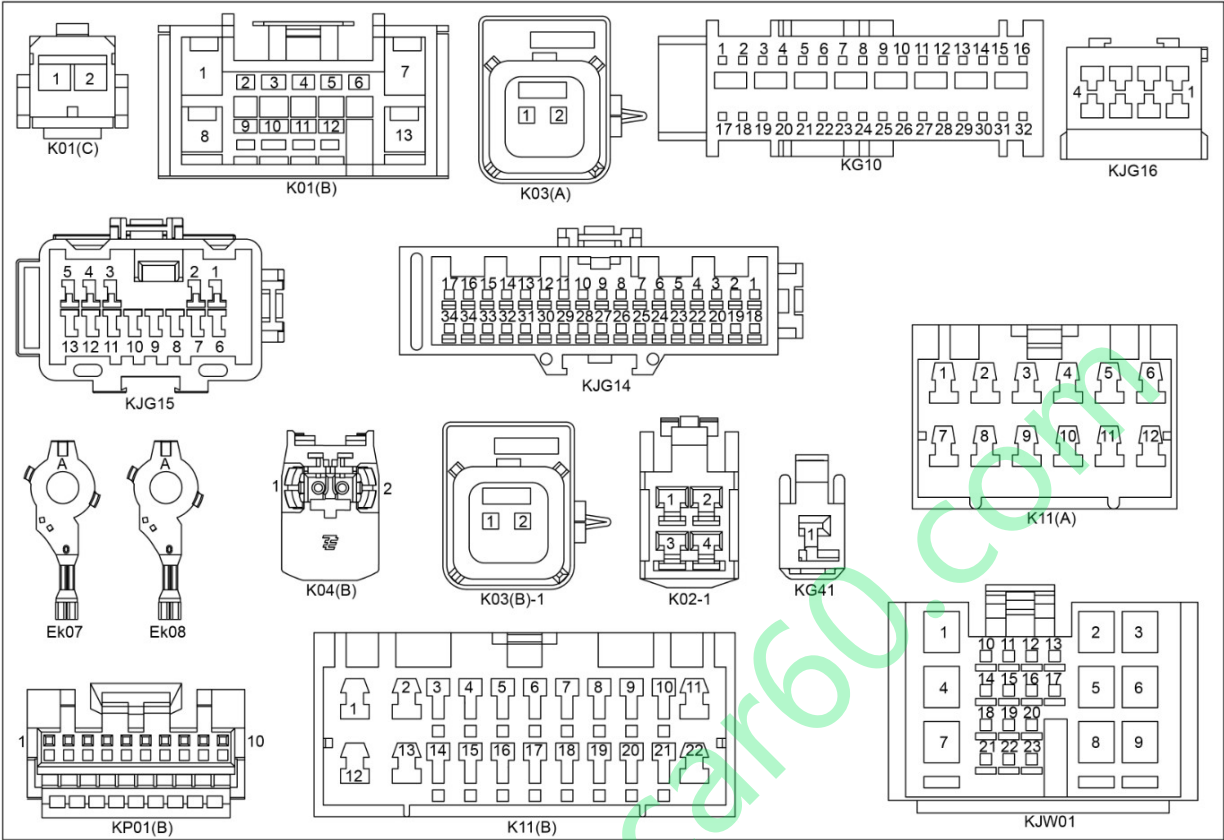 1 2
K01(C)
1 7
2 3 4 5 6
9 10 11 12
8 13
K01(B)
1 2
K03(A)
1 2 3 4 5 6 7 8 9 10 11 12 13 14 15 16
17 18 19 20 21 22 23 24 25 26 27 28 29 30 31 32
KG10
4 1
KJG16
5 4 3 2 1
13 12 11 10 9 8 7 6
KJG15
17 16 15 14 13 12 11 10 9 8 7 6 5 4 3 2 1
34 34 33 32 31 30 29 28 27 26 25 24 23 22 20 19 18
KJG14
1 2 3 4 5 6
7 8 9 10 11 12
K11(A)
A
0
Ek07
A
0
Ek08
1 2
K04(B)
1 2
K03(B)-1
1 2
3 4
K02-1
1
KG41
1 10
KP01(B)
1 2 3 4 5 6 7 8 9 10 11
12 13 14 15 16 17 18 19 20 21 22
K11(B)
1 2 3
10 11 12 13
4 14 15 16 17 5 6
18 19 20
7 21 22 23 8 9
KJW01
car60.com